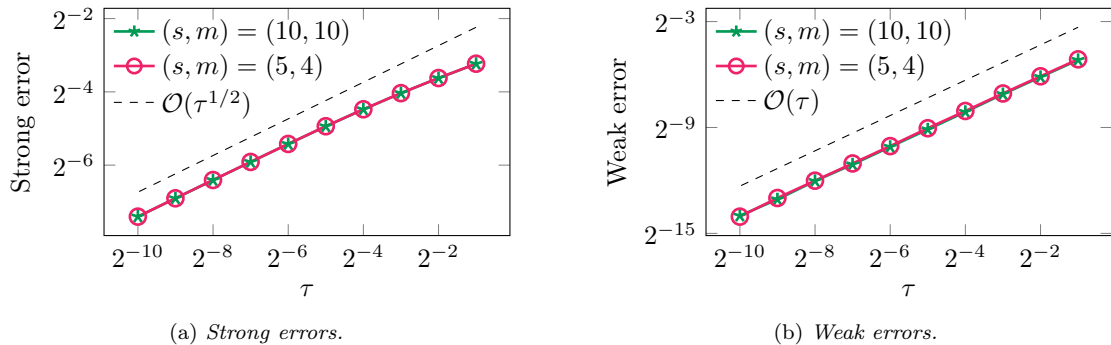 Strong error
2^{-2}
2^{-4}
2^{-6}
(s, m) = (10, 10)
(s, m) = (5, 4)
O(τ^{1/2})
2^{-10} 2^{-8} 2^{-6} 2^{-4} 2^{-2}
τ
(a) Strong errors.
Weak error
2^{-3}
2^{-9}
2^{-15}
(s, m) = (10, 10)
(s, m) = (5, 4)
O(τ)
2^{-10} 2^{-8} 2^{-6} 2^{-4} 2^{-2}
τ
(b) Weak errors.